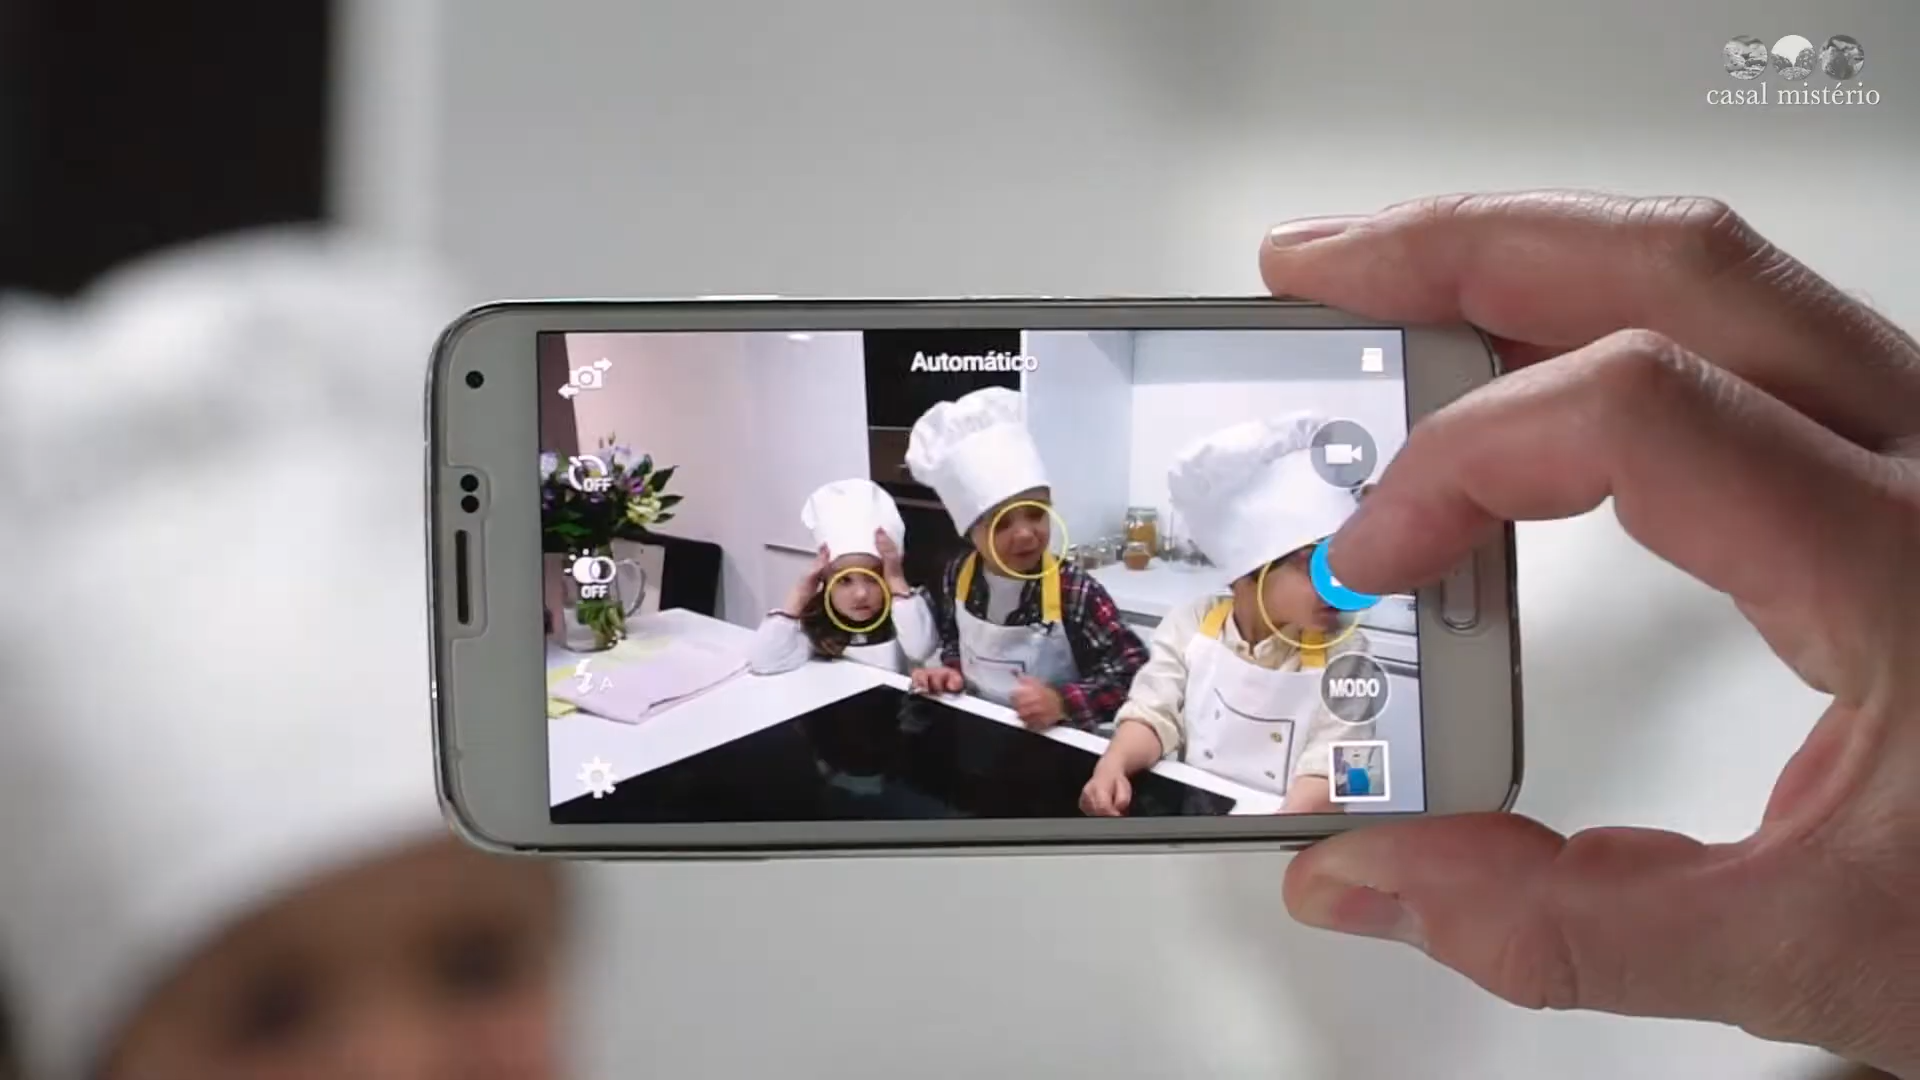 casal mistério
Automático
OFF
OFF
A
MODO